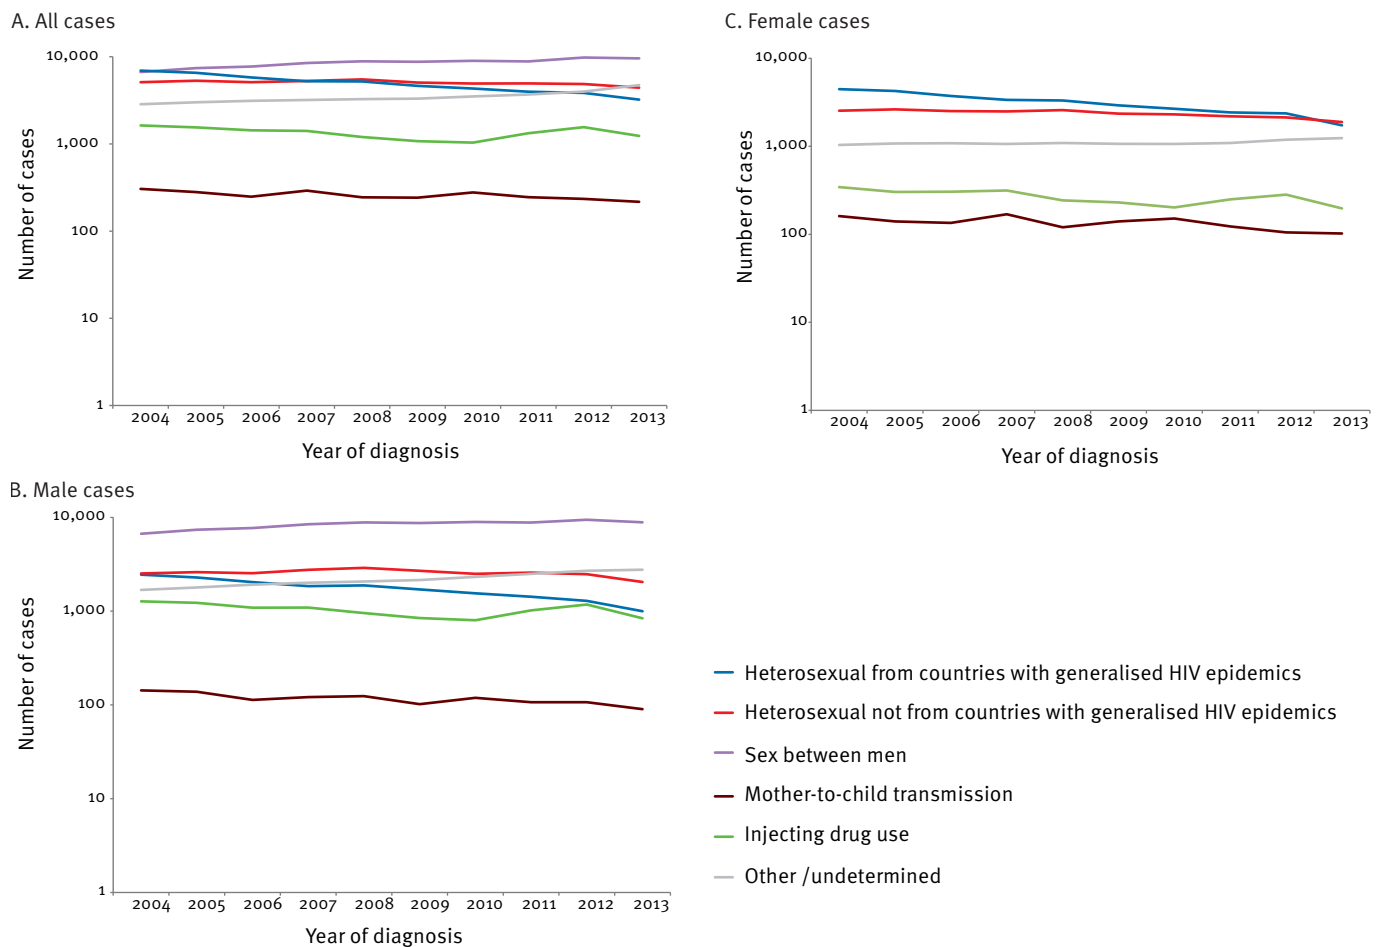 A. All cases
10,000
1,000
100
10
1
Number of cases
2004 2005 2006 2007 2008 2009 2010 2011 2012 2013
Year of diagnosis
C. Female cases
10,000
1,000
100
10
1
Number of cases
2004 2005 2006 2007 2008 2009 2010 2011 2012 2013
Year of diagnosis
B. Male cases
10,000
1,000
100
10
1
Number of cases
2004 2005 2006 2007 2008 2009 2010 2011 2012 2013
Year of diagnosis
Heterosexual from countries with generalised HIV epidemics
Heterosexual not from countries with generalised HIV epidemics
Sex between men
Mother-to-child transmission
Injecting drug use
Other /undetermined